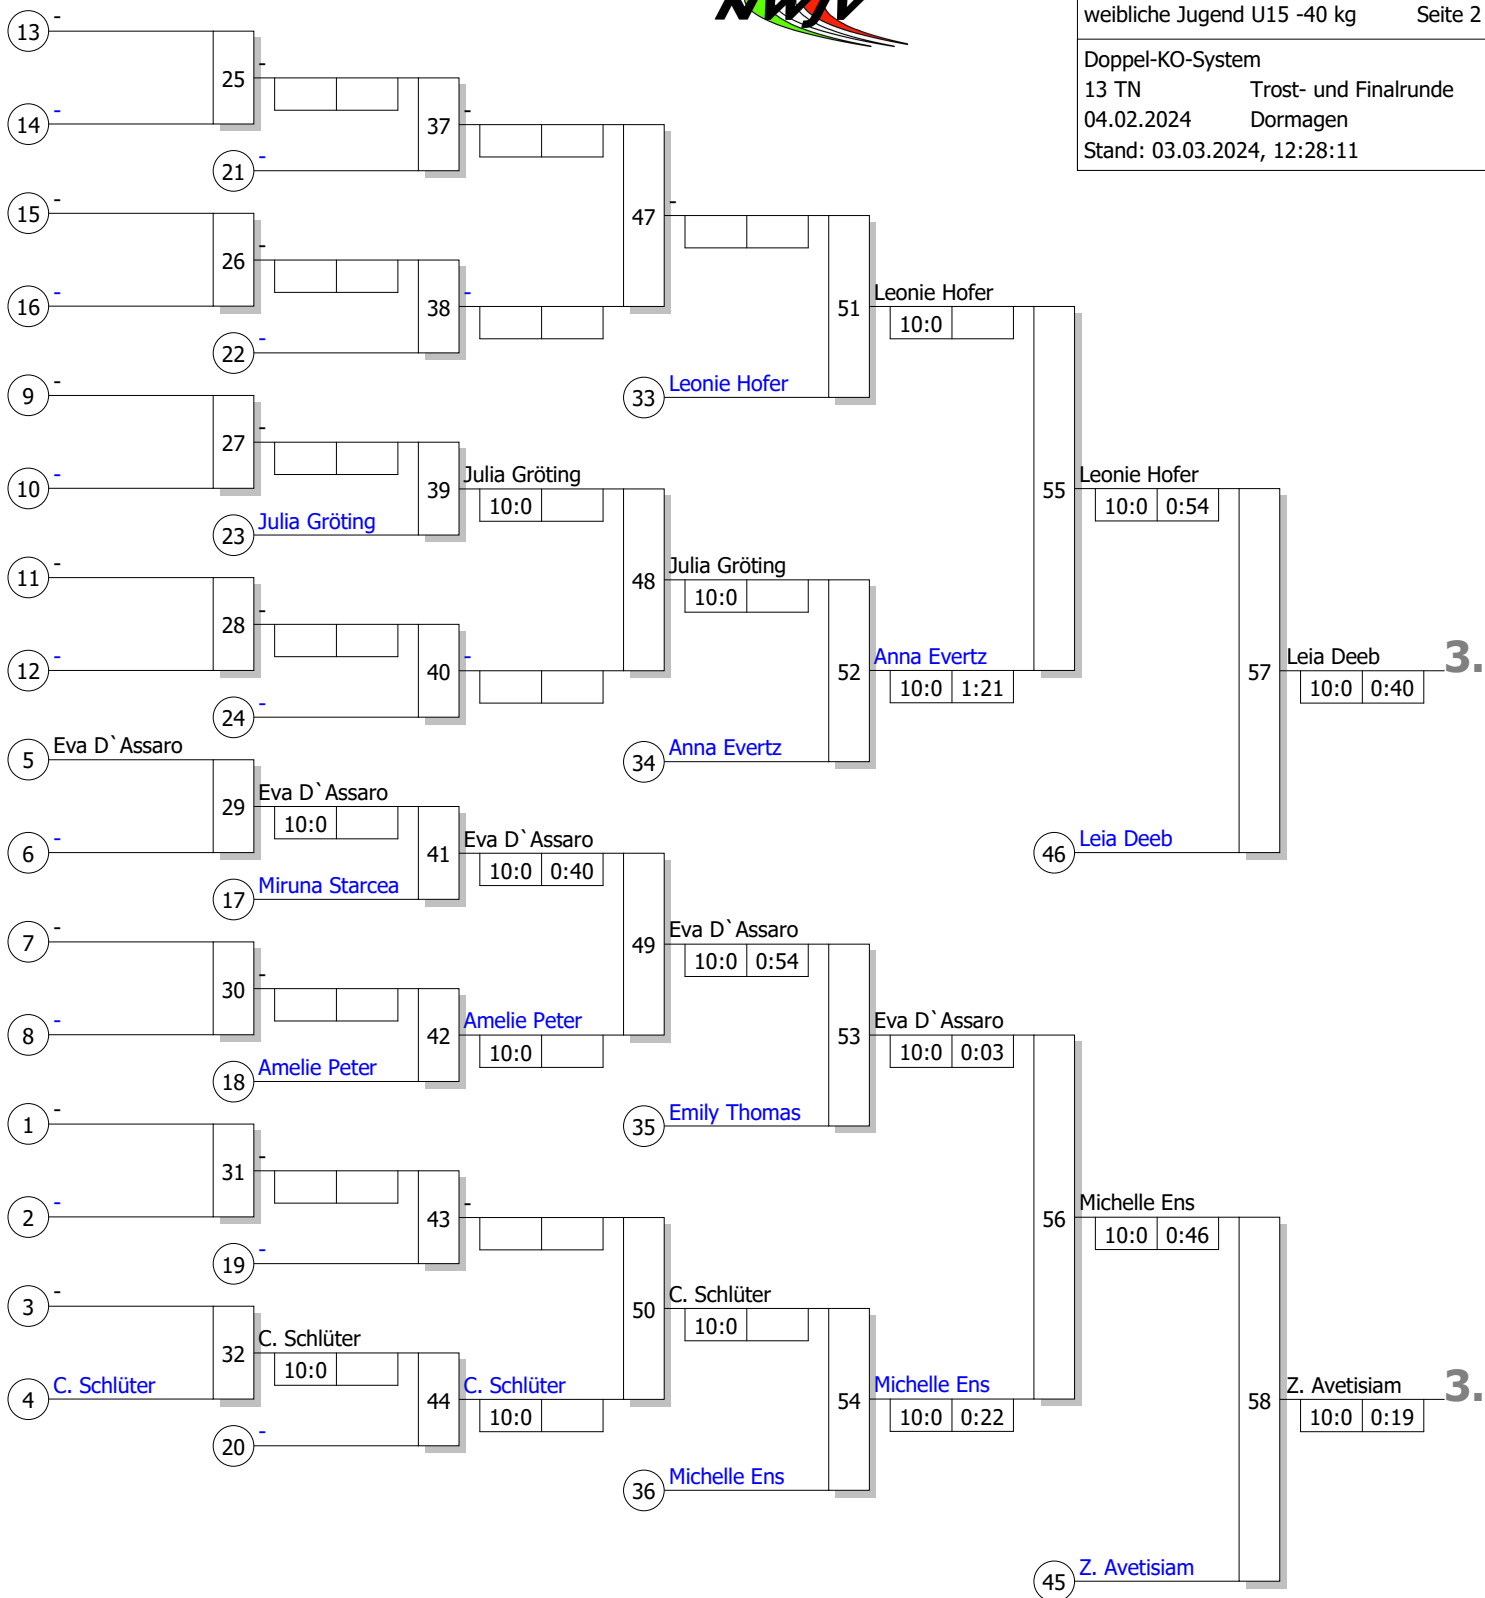 NWJV
weibliche Jugend U15 -40 kg Seite 2
Doppel-KO-System
13 TN Trost- und Finalrunde
04.02.2024 Dormagen
Stand: 03.03.2024, 12:28:11
13 -
25 -
14 -
37 -
21 -
15 -
47 -
26 -
16 -
38 -
51 Leonie Hofer
10:0
22 -
33 Leonie Hofer
9 -
27 -
10 -
39 Julia Gröting
10:0
55 Leonie Hofer
10:0 0:54
23 Julia Gröting
11 -
48 Julia Gröting
10:0
28 -
12 -
40 -
52 Anna Evertz
10:0 1:21
57 Leia Deeb 3.
10:0 0:40
24 -
5 Eva D`Assaro
34 Anna Evertz
29 Eva D`Assaro
10:0
6 -
41 Eva D`Assaro
10:0 0:40
46 Leia Deeb
17 Miruna Starcea
7 -
49 Eva D`Assaro
10:0 0:54
30 -
8 -
42 Amelie Peter
10:0
53 Eva D`Assaro
10:0 0:03
18 Amelie Peter
1 -
35 Emily Thomas
31 -
2 -
43 -
56 Michelle Ens
10:0 0:46
19 -
3 -
50 C. Schlüter
10:0
32 C. Schlüter
10:0
4 C. Schlüter
44 C. Schlüter
10:0
54 Michelle Ens
10:0 0:22
58 Z. Avetisiam 3.
10:0 0:19
20 -
36 Michelle Ens
45 Z. Avetisiam